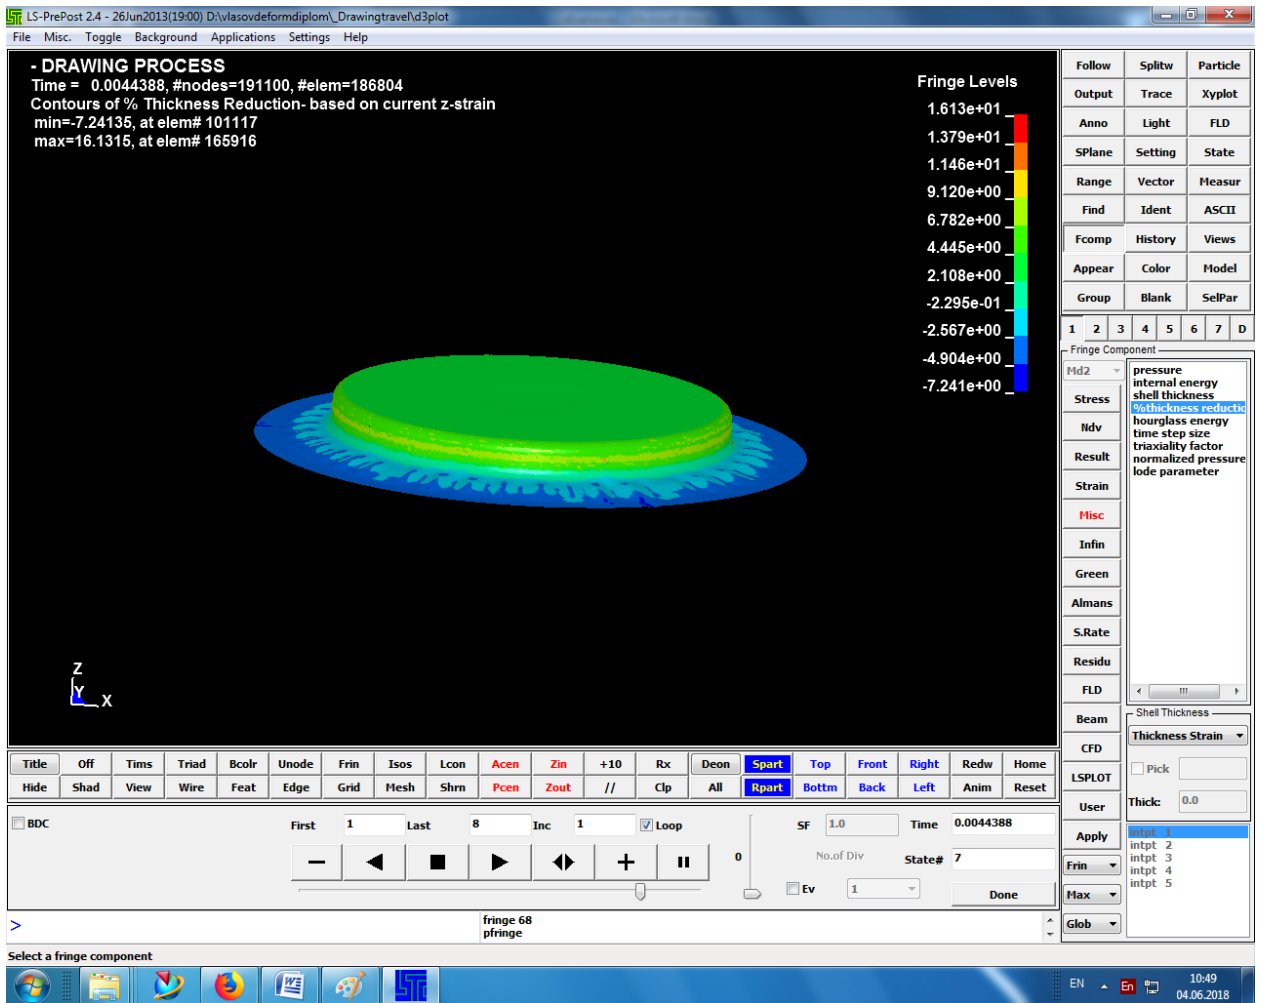 LS-PrePost 2.4 - 26Jun2013(19:00) D:\vlasovdeformdiplom\_Drawingtravel\d3plot
File Misc. Toggle Background Applications Settings Help
- DRAWING PROCESS
Time = 0.0044388, #nodes=191100, #elem=186804
Contours of % Thickness Reduction- based on current z-strain
min=-7.24135, at elem# 101117
max=16.1315, at elem# 165916
Fringe Levels
1.613e+01
1.379e+01
1.146e+01
9.120e+00
6.782e+00
4.445e+00
2.108e+00
-2.295e-01
-2.567e+00
-4.904e+00
-7.241e+00
Z
Y X
Follow Splitw Particle
Output Trace Xyplot
Anno Light FLD
SPlane Setting State
Range Vector Measur
Find Ident ASCII
Fcomp History Views
Appear Color Model
Group Blank SelPar
1 2 3 4 5 6 7 D
Fringe Component
Md2
Stress
Ndv
Result
Strain
Misc
Infin
Green
Almans
S.Rate
Residu
FLD
Beam
CFD
LSPLOT
User
Apply
Frin
Max
Glob
pressure
internal energy
shell thickness
%thickness reductio
hourglass energy
time step size
triaxiality factor
normalized pressure
lode parameter
Shell Thickness
Thickness Strain
Pick
Thick: 0.0
intpt 1
intpt 2
intpt 3
intpt 4
intpt 5
Title Off Tims Triad Bcolr Unode Frin Isos Lcon Acen Zin +10 Rx Deon Spart Top Front Right Redw Home
Hide Shad View Wire Feat Edge Grid Mesh Shrn Pcen Zout // Clp All Rpart Bottm Back Left Anim Reset
BDC
First 1 Last 8 Inc 1 Loop
0
SF 1.0 Time 0.0044388
No.of Div State# 7
Ev 1 Done
>
fringe 68
pfringe
Select a fringe component
EN En 10:49
04.06.2018